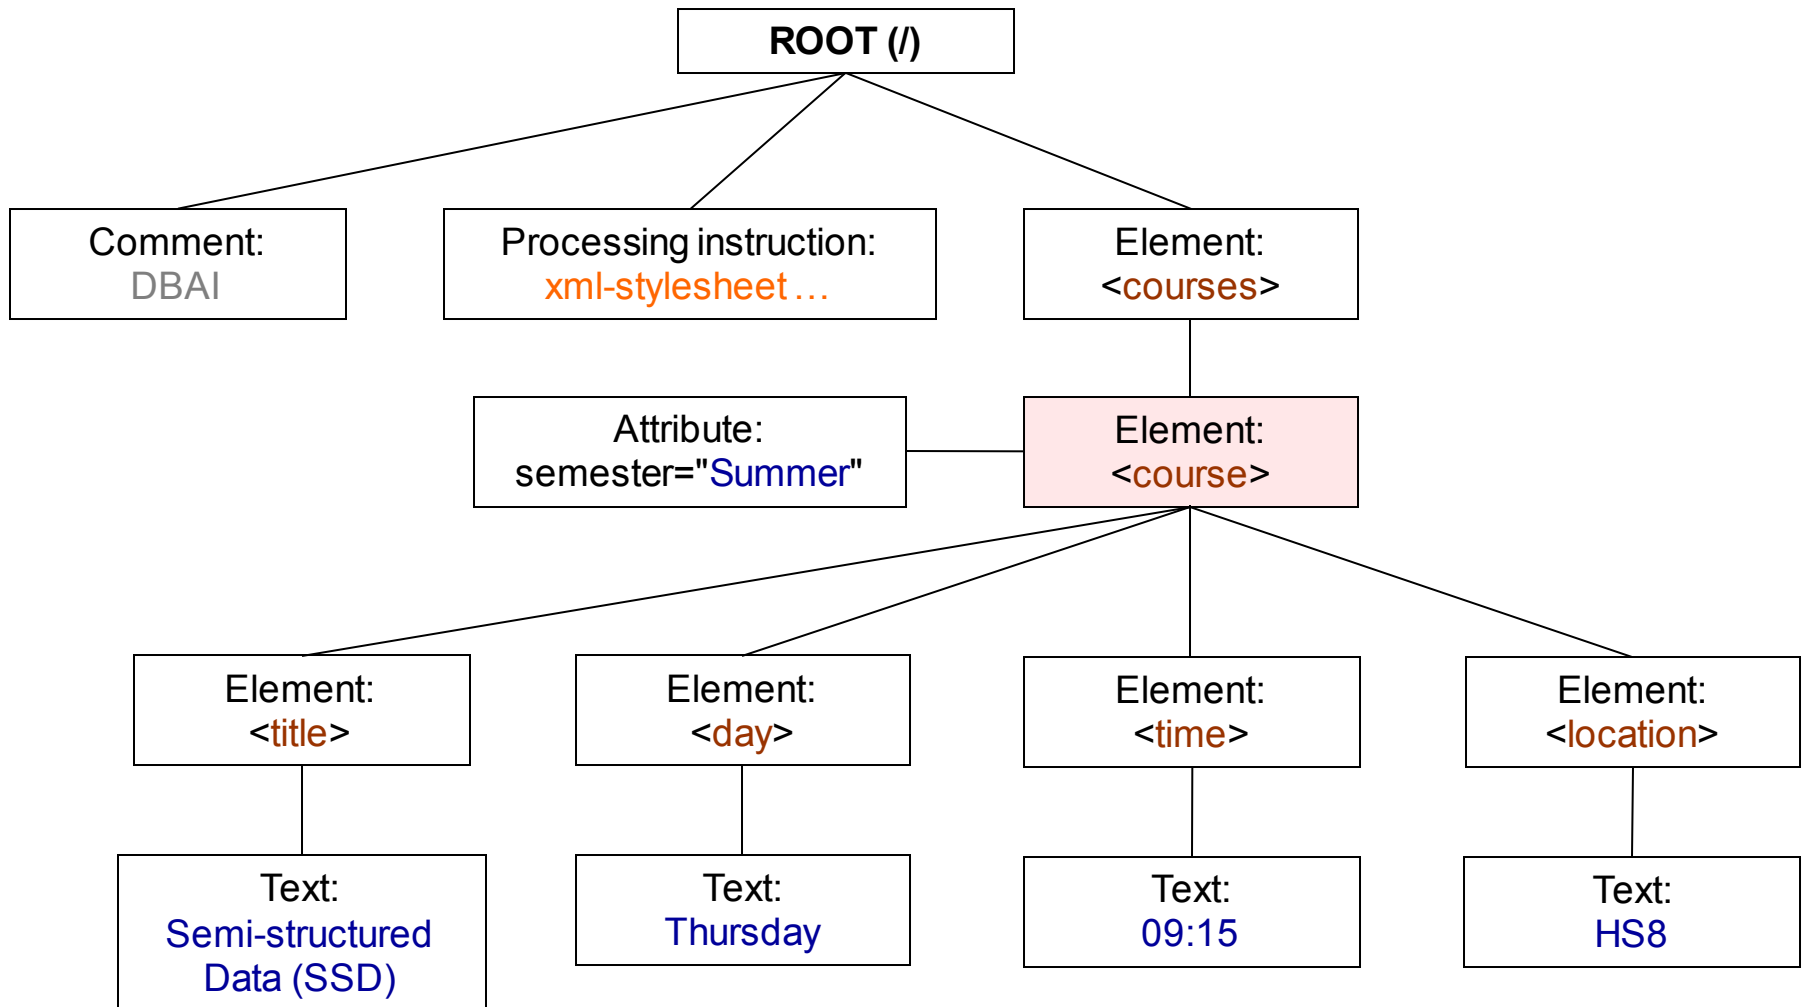 ROOT (/)
Comment:
DBAI
Processing instruction:
xml-stylesheet …
Element:
<courses>
Attribute:
semester="Summer"
Element:
<course>
Element:
<title>
Element:
<day>
Element:
<time>
Element:
<location>
Text:
Semi-structured
Data (SSD)
Text:
Thursday
Text:
09:15
Text:
HS8